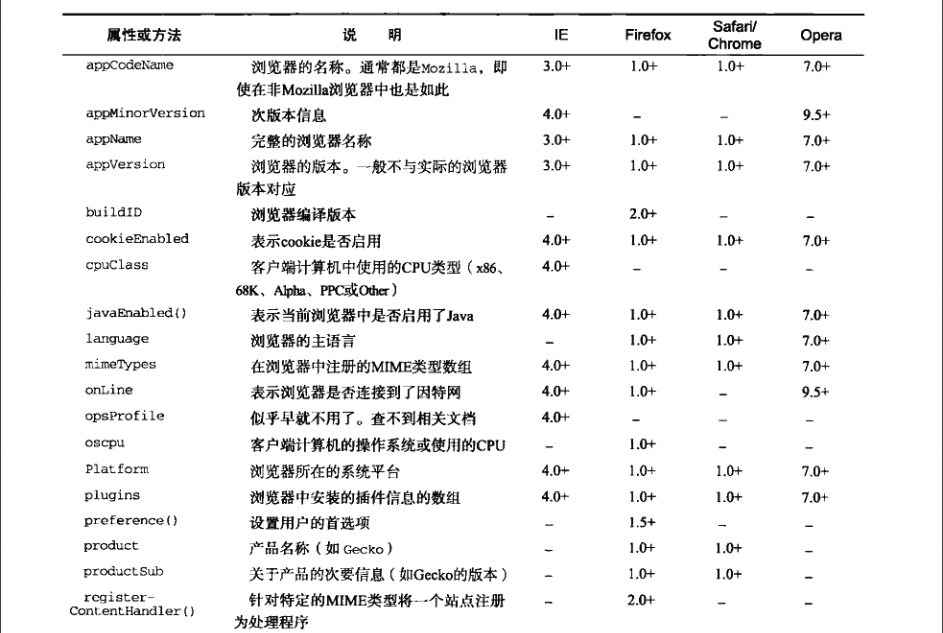 属性或方法 说 明 IE Firefox Safari/ Opera
Chrome
appCodeName 浏览器的名称。通常都是Mozilla，即 3.0+ 1.0+ 1.0+ 7.0+
使在非Mozilla浏览器中也是如此
appMinorVersion 次版本信息 4.0+ – – 9.5+
appName 完整的浏览器名称 3.0+ 1.0+ 1.0+ 7.0+
appVersion 浏览器的版本。一般不与实际的浏览器 3.0+ 1.0+ 1.0+ 7.0+
版本对应
buildID 浏览器编译版本 – 2.0+ – –
cookieEnabled 表示cookie是否启用 4.0+ 1.0+ 1.0+ 7.0+
cpuClass 客户端计算机中使用的CPU类型（x86、 4.0+ – – –
68K、Alpha、PPC或Other）
javaEnabled() 表示当前浏览器中是否启用了Java 4.0+ 1.0+ 1.0+ 7.0+
language 浏览器的主语言 – 1.0+ 1.0+ 7.0+
mimeTypes 在浏览器中注册的MIME类型数组 4.0+ 1.0+ 1.0+ 7.0+
onLine 表示浏览器是否连接到了因特网 4.0+ 1.0+ – 9.5+
opsProfile 似乎早就不用了。查不到相关文档 4.0+ – – –
oscpu 客户端计算机的操作系统或使用的CPU – 1.0+ – –
Platform 浏览器所在的系统平台 4.0+ 1.0+ 1.0+ 7.0+
plugins 浏览器中安装的插件信息的数组 4.0+ 1.0+ 1.0+ 7.0+
preference() 设置用户的首选项 – 1.5+ – –
product 产品名称（如 Gecko） – 1.0+ 1.0+ –
productSub 关于产品的次要信息（如Gecko的版本） – 1.0+ 1.0+ –
register- 针对特定的MIME类型将一个站点注册 – 2.0+ – –
ContentHandler() 为处理程序